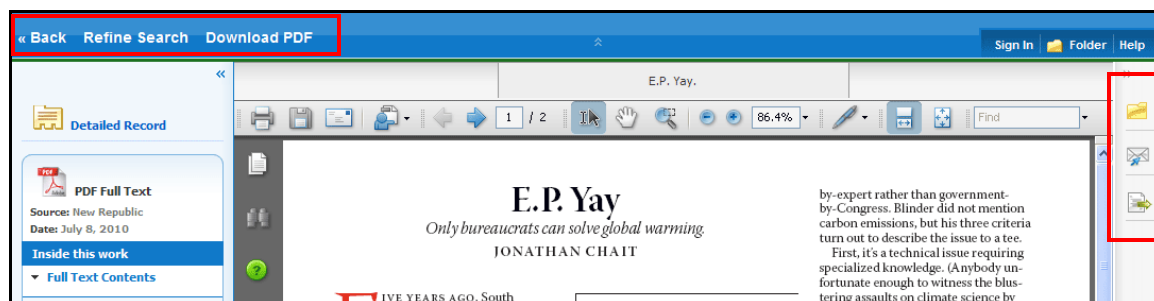 « Back Refine Search Download PDF
Sign In Folder Help
E.P. Yay.
Detailed Record
1 / 2
86.4%
Find
PDF
PDF Full Text
Source: New Republic
Date: July 8, 2010
Inside this work
Full Text Contents
E.P. Yay
Only bureaucrats can solve global warming.
JONATHAN CHAIT
FIVE YEARS AGO, South
by-expert rather than government-
by-Congress. Blinder did not mention
carbon emissions, but his three criteria
turn out to describe the issue to a tee.
First, it's a technical issue requiring
specialized knowledge. (Anybody un-
fortunate enough to witness the blus-
tering assaults on climate science by